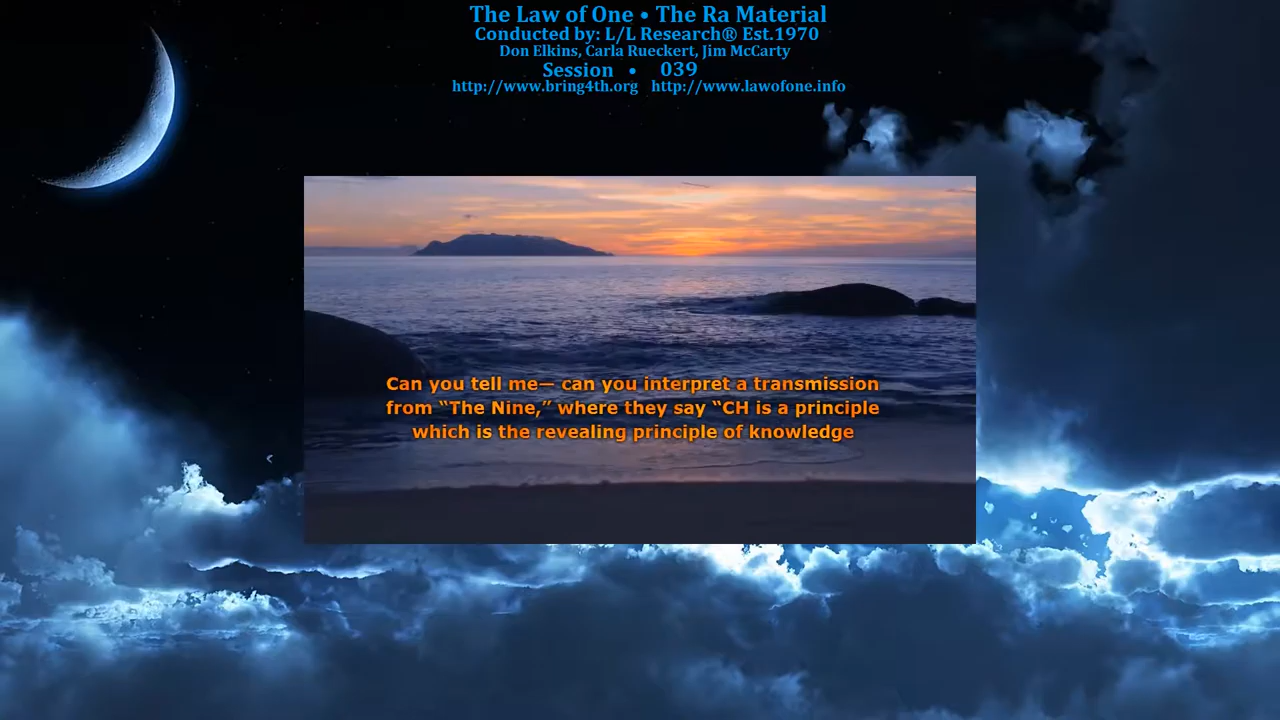 The Law of One • The Ra Material
Conducted by: L/L Research® Est.1970
Don Elkins, Carla Rueckert, Jim McCarty
Session • 039
http://www.bring4th.org http://www.lawofone.info
Can you tell me— can you interpret a transmission
from “The Nine,” where they say “CH is a principle
which is the revealing principle of knowledge